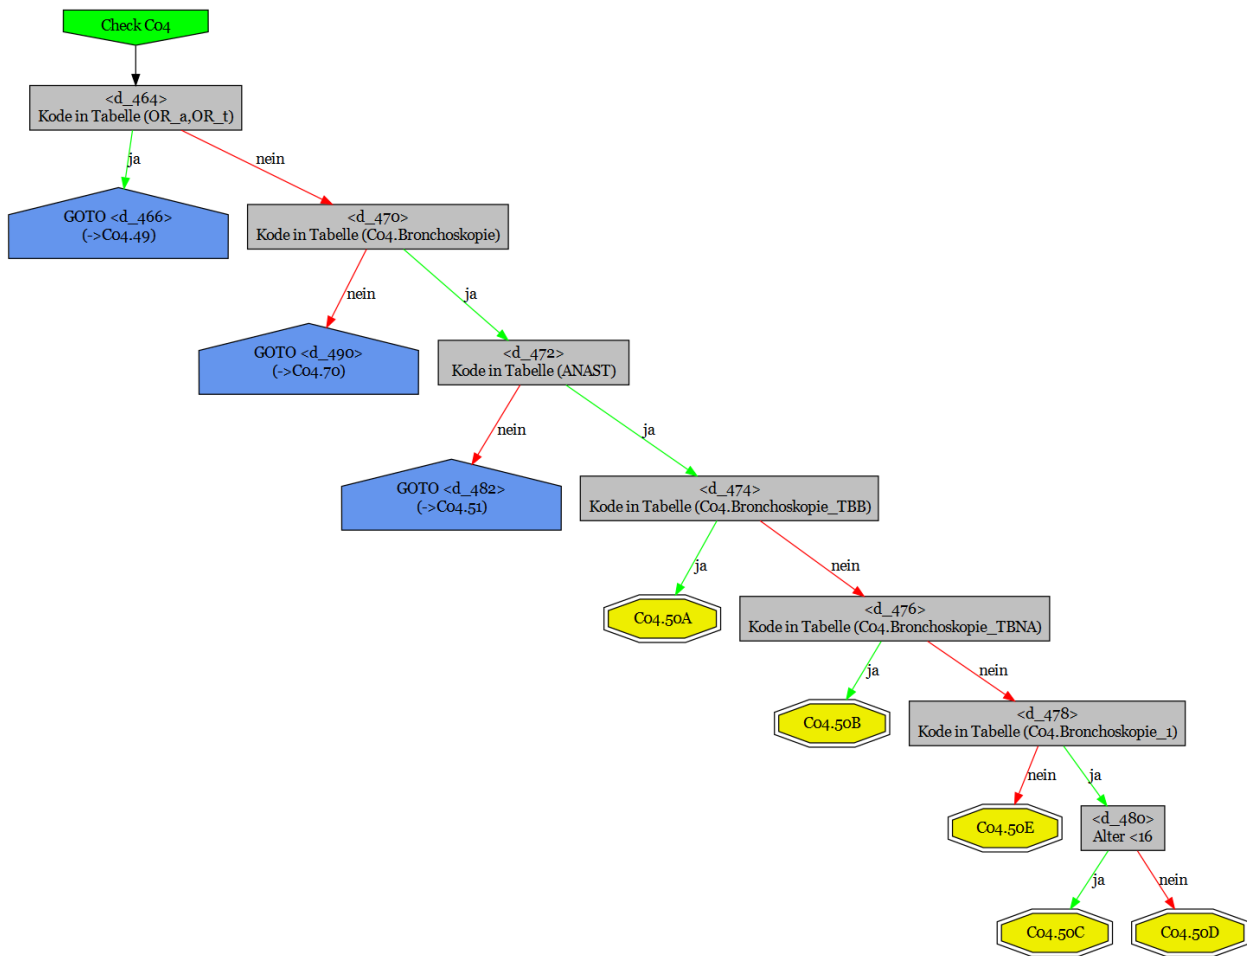 Check C04
<d_464>
Kode in Tabelle (OR_a,OR_t)
ja
nein
GOTO <d_466>
(->C04.49)
<d_470>
Kode in Tabelle (C04.Bronchoskopie)
nein
ja
GOTO <d_490>
(->C04.70)
<d_472>
Kode in Tabelle (ANAST)
nein
ja
GOTO <d_482>
(->C04.51)
<d_474>
Kode in Tabelle (C04.Bronchoskopie_TBB)
ja
nein
C04.50A
<d_476>
Kode in Tabelle (C04.Bronchoskopie_TBNA)
ja
nein
C04.50B
<d_478>
Kode in Tabelle (C04.Bronchoskopie_1)
nein
ja
C04.50E
<d_480>
Alter <16
ja
nein
C04.50C
C04.50D